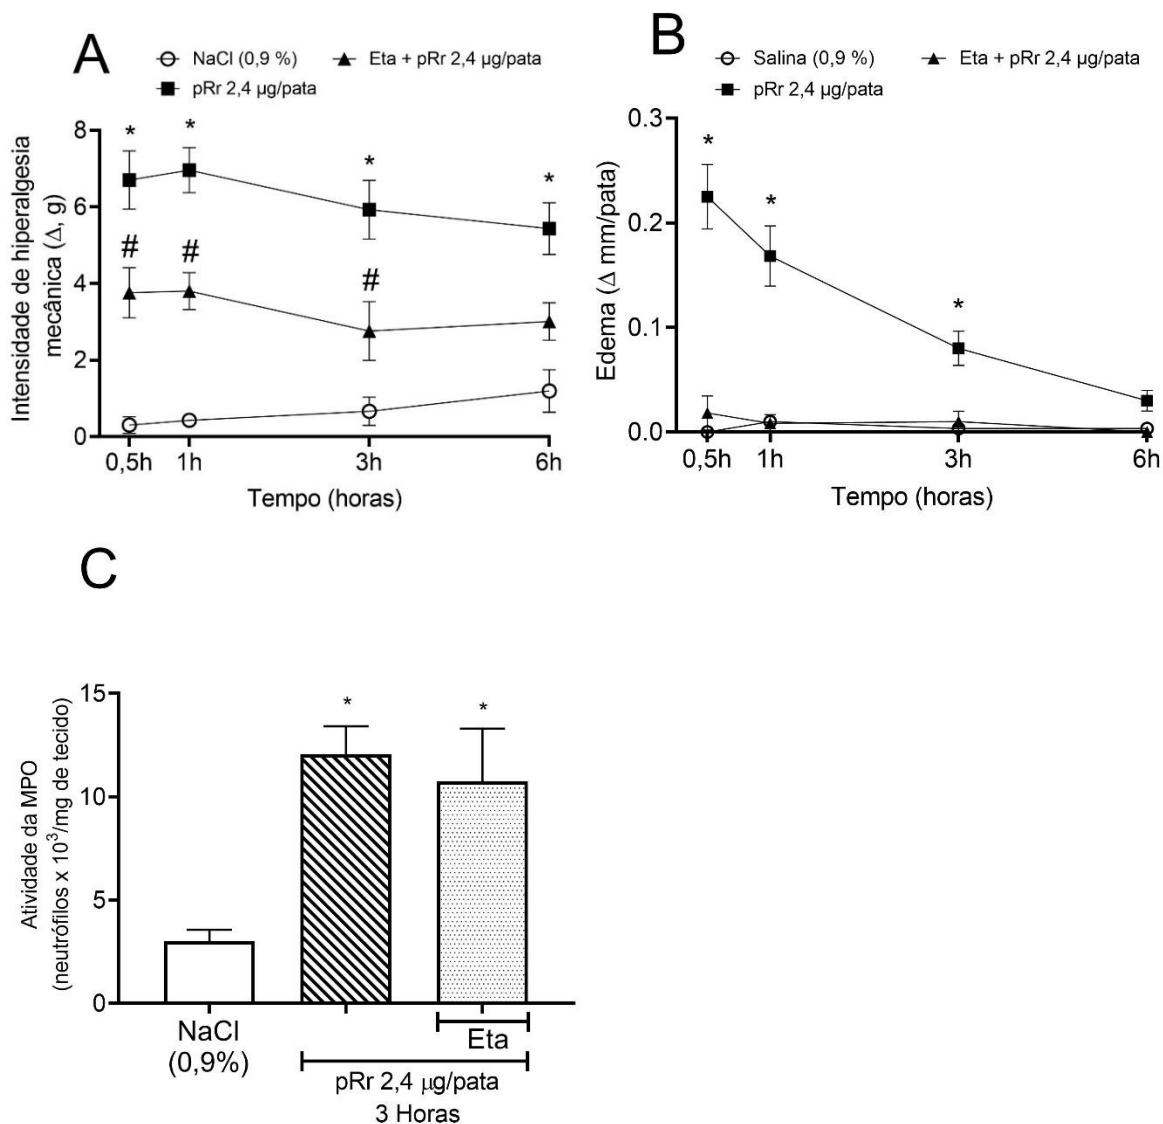 A
NaCl (0,9 %)
Eta + pRr 2,4 µg/pata
pRr 2,4 µg/pata
Intensidade de hiperalgesia
mecânica (Δ, g)
8
6
4
2
0
* * * *
# # #
0,5h 1h 3h 6h
Tempo (horas)
B
Salina (0,9 %)
Eta + pRr 2,4 µg/pata
pRr 2,4 µg/pata
Edema (Δ mm/pata)
0.3
0.2
0.1
0.0
* * *
0,5h 1h 3h 6h
Tempo (horas)
C
Atividade da MPO
(neutrófilos x 10³/mg de tecido)
15
10
5
0
* *
NaCl
(0,9%)
Eta
pRr 2,4 µg/pata
3 Horas